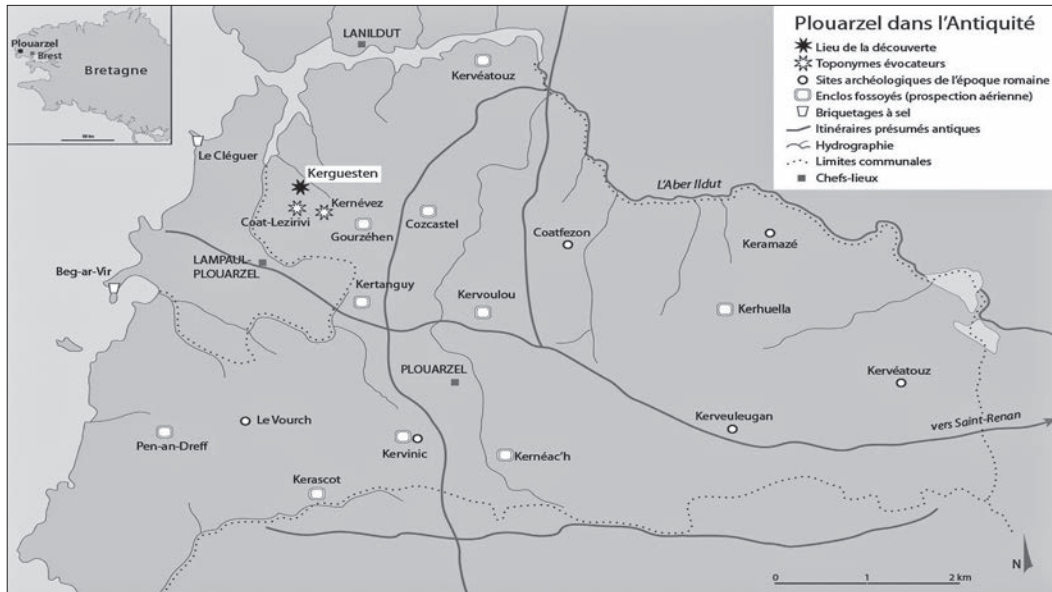 Plouarzel
Brest
Bretagne
Plouarzel dans l'Antiquité
Lieu de la découverte
Toponymes évocateurs
Sites archéologiques de l'époque romaine
Enclos fossoyés (prospection aérienne)
Briquetages à sel
Itinéraires présumés antiques
Hydrographie
Limites communales
Chefs-lieux
LANILDUT
Kervéatouz
Le Cléguer
Kerguesten
L'Aber Ildut
Kernévez
Coat-Lezirivi
Gourzéhen
Cozcastel
Coatfezon
Keramazé
LAMPAUL-
PLOUARZEL
Beg-ar-Vir
Kertanguy
Kervoulou
Kerhuella
PLOUARZEL
Kervéatouz
Le Vourch
Kerveuleugan
vers Saint-Renan
Pen-an-Dreff
Kervinic
Kernéac'h
Kerascot
N
0 1 2 km